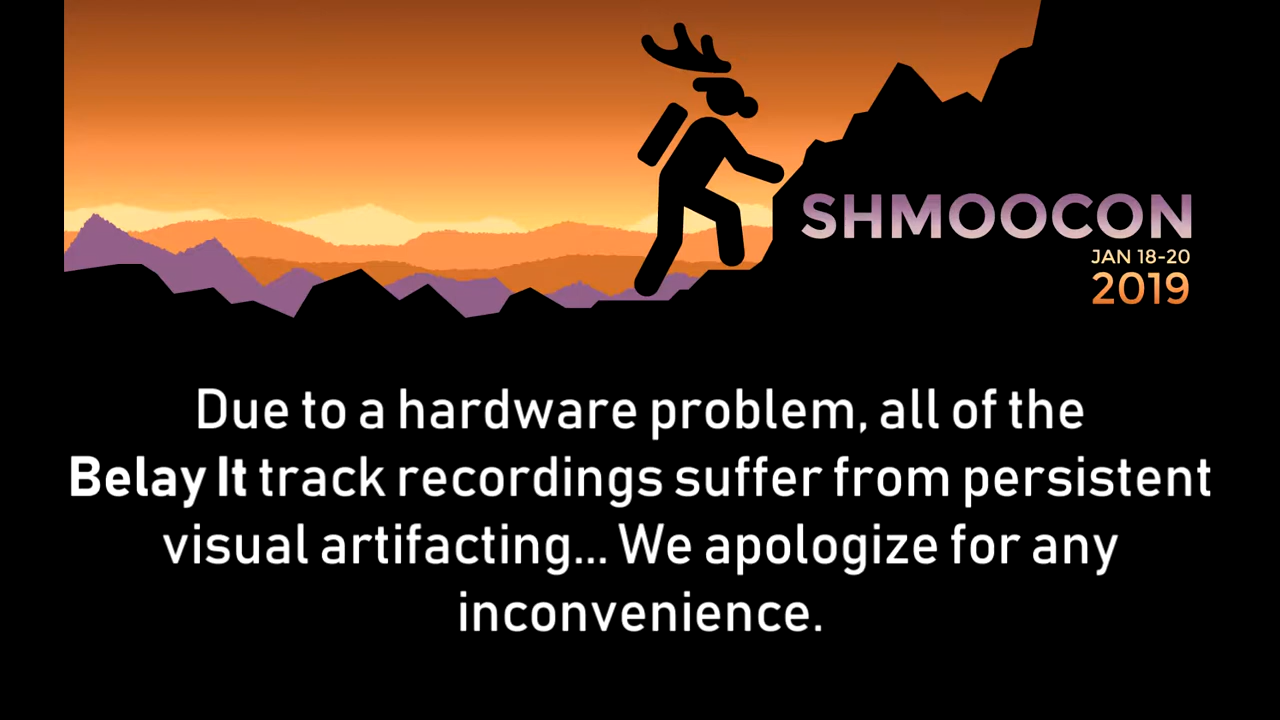 SHMOOCON
JAN 18-20
2019
Due to a hardware problem, all of the
Belay It track recordings suffer from persistent
visual artifacting... We apologize for any
inconvenience.